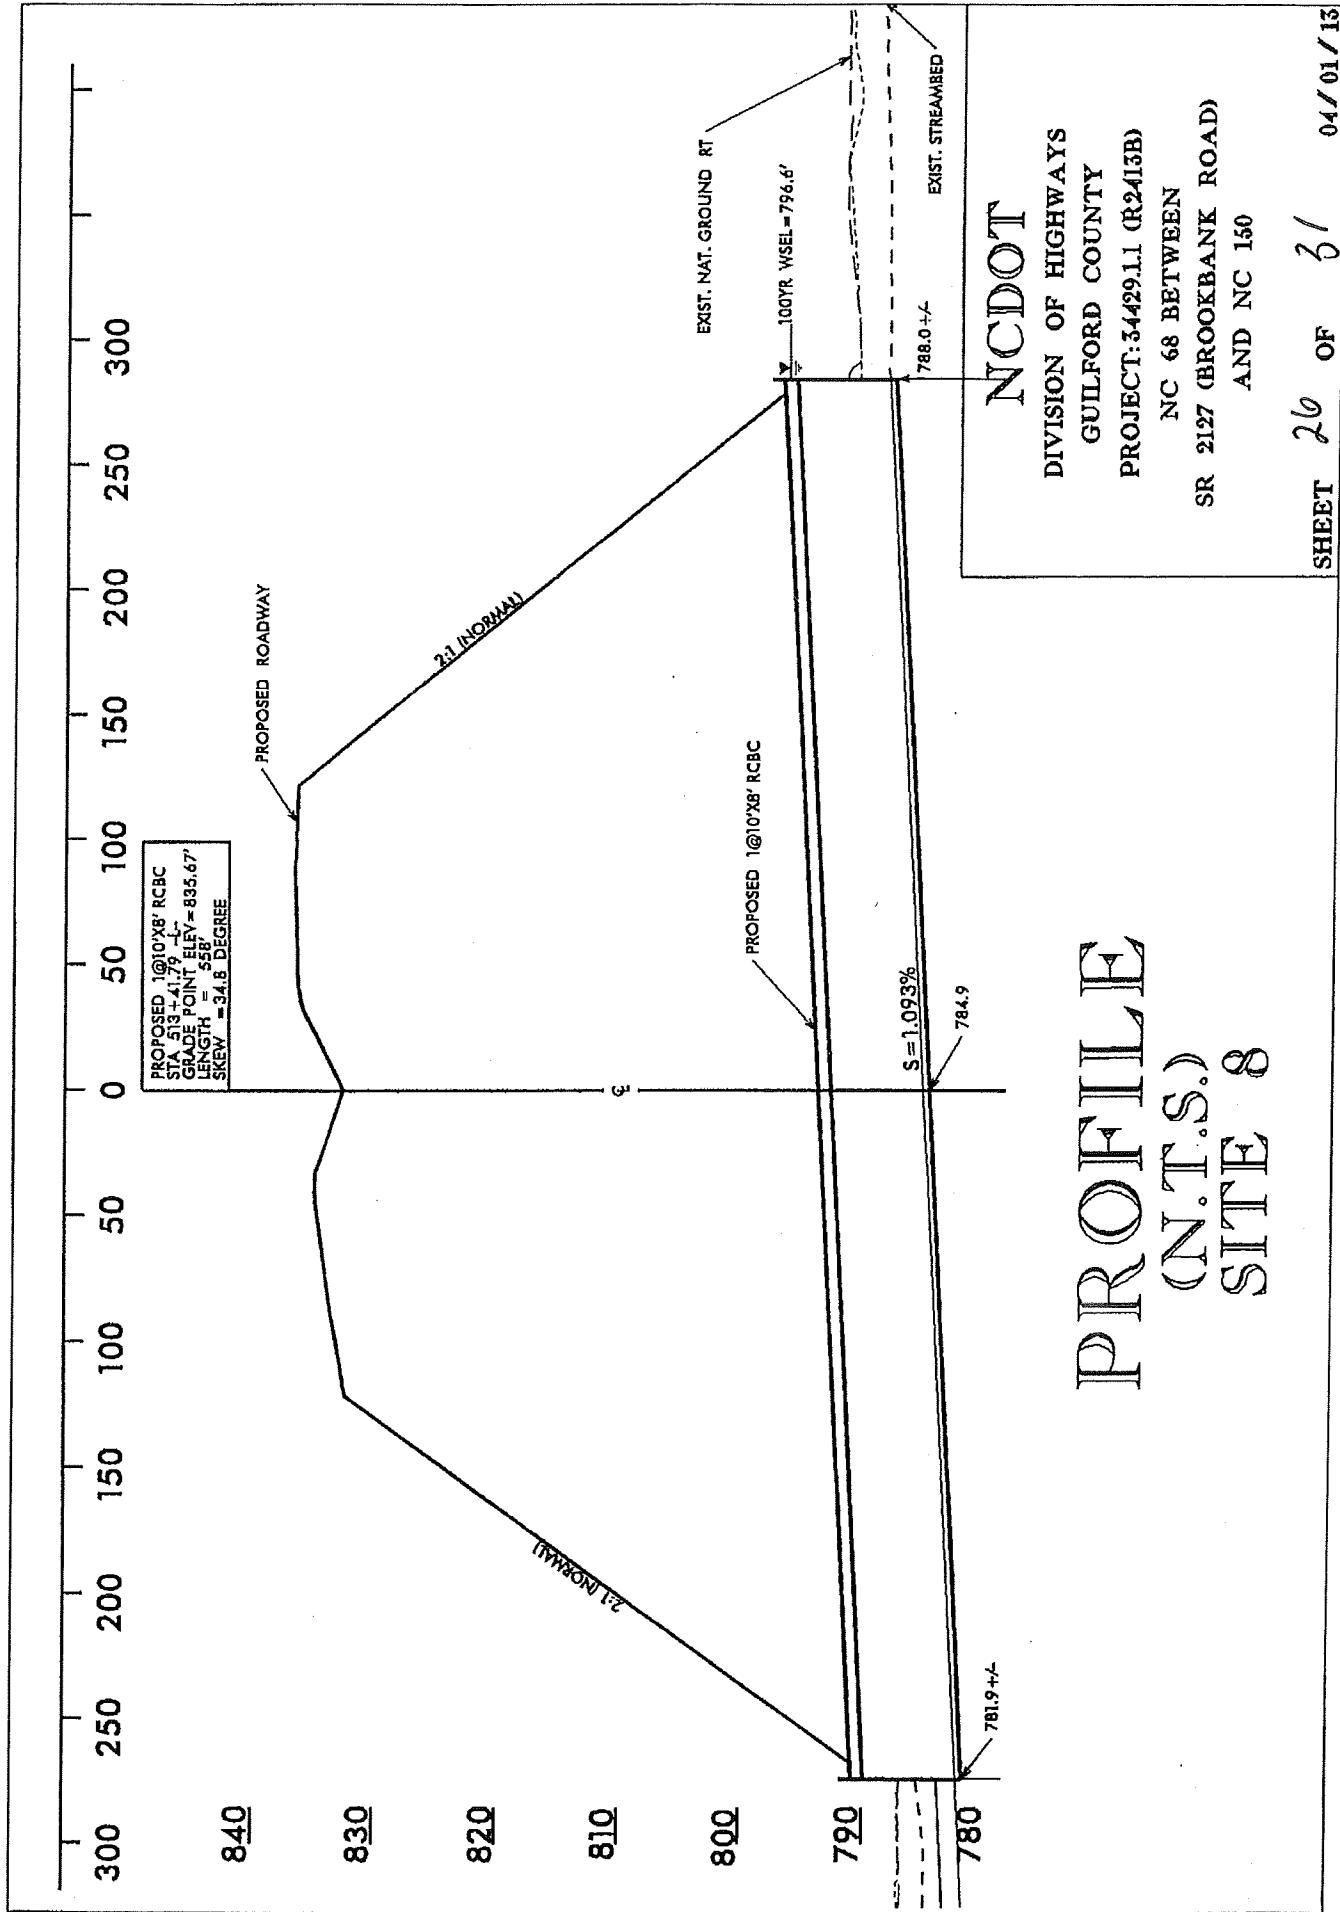 300 250 200 150 100 50 0 50 100 150 200 250 300
840
830
820
810
800
790
780
PROPOSED 1@10'X8' RCBC
STA 513+41.79 -L-
GRADE POINT ELEV=835.67'
LENGTH = 558'
SKEW =34.8 DEGREE
PROPOSED ROADWAY
2:1 (NORMAL)
2:1 (NORMAL)
PROPOSED 1@10'X8' RCBC
S=1.093%
784.9
781.9+/-
788.0+/-
100YR WSEL=796.6'
EXIST. NAT. GROUND RT
EXIST. STREAMBED
PROFILE
(N.T.S.)
SITE 8
NCDOT
DIVISION OF HIGHWAYS
GUILFORD COUNTY
PROJECT:34429.1.1 (R2413B)
NC 68 BETWEEN
SR 2127 (BROOKBANK ROAD)
AND NC 150
SHEET 26 OF 31 04/01/13